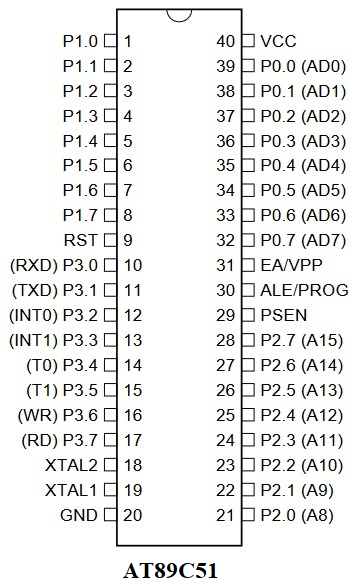 P1.0 1 40 VCC
P1.1 2 39 P0.0 (AD0)
P1.2 3 38 P0.1 (AD1)
P1.3 4 37 P0.2 (AD2)
P1.4 5 36 P0.3 (AD3)
P1.5 6 35 P0.4 (AD4)
P1.6 7 34 P0.5 (AD5)
P1.7 8 33 P0.6 (AD6)
RST 9 32 P0.7 (AD7)
(RXD) P3.0 10 31 EA/VPP
(TXD) P3.1 11 30 ALE/PROG
(INT0) P3.2 12 29 PSEN
(INT1) P3.3 13 28 P2.7 (A15)
(T0) P3.4 14 27 P2.6 (A14)
(T1) P3.5 15 26 P2.5 (A13)
(WR) P3.6 16 25 P2.4 (A12)
(RD) P3.7 17 24 P2.3 (A11)
XTAL2 18 23 P2.2 (A10)
XTAL1 19 22 P2.1 (A9)
GND 20 21 P2.0 (A8)
AT89C51